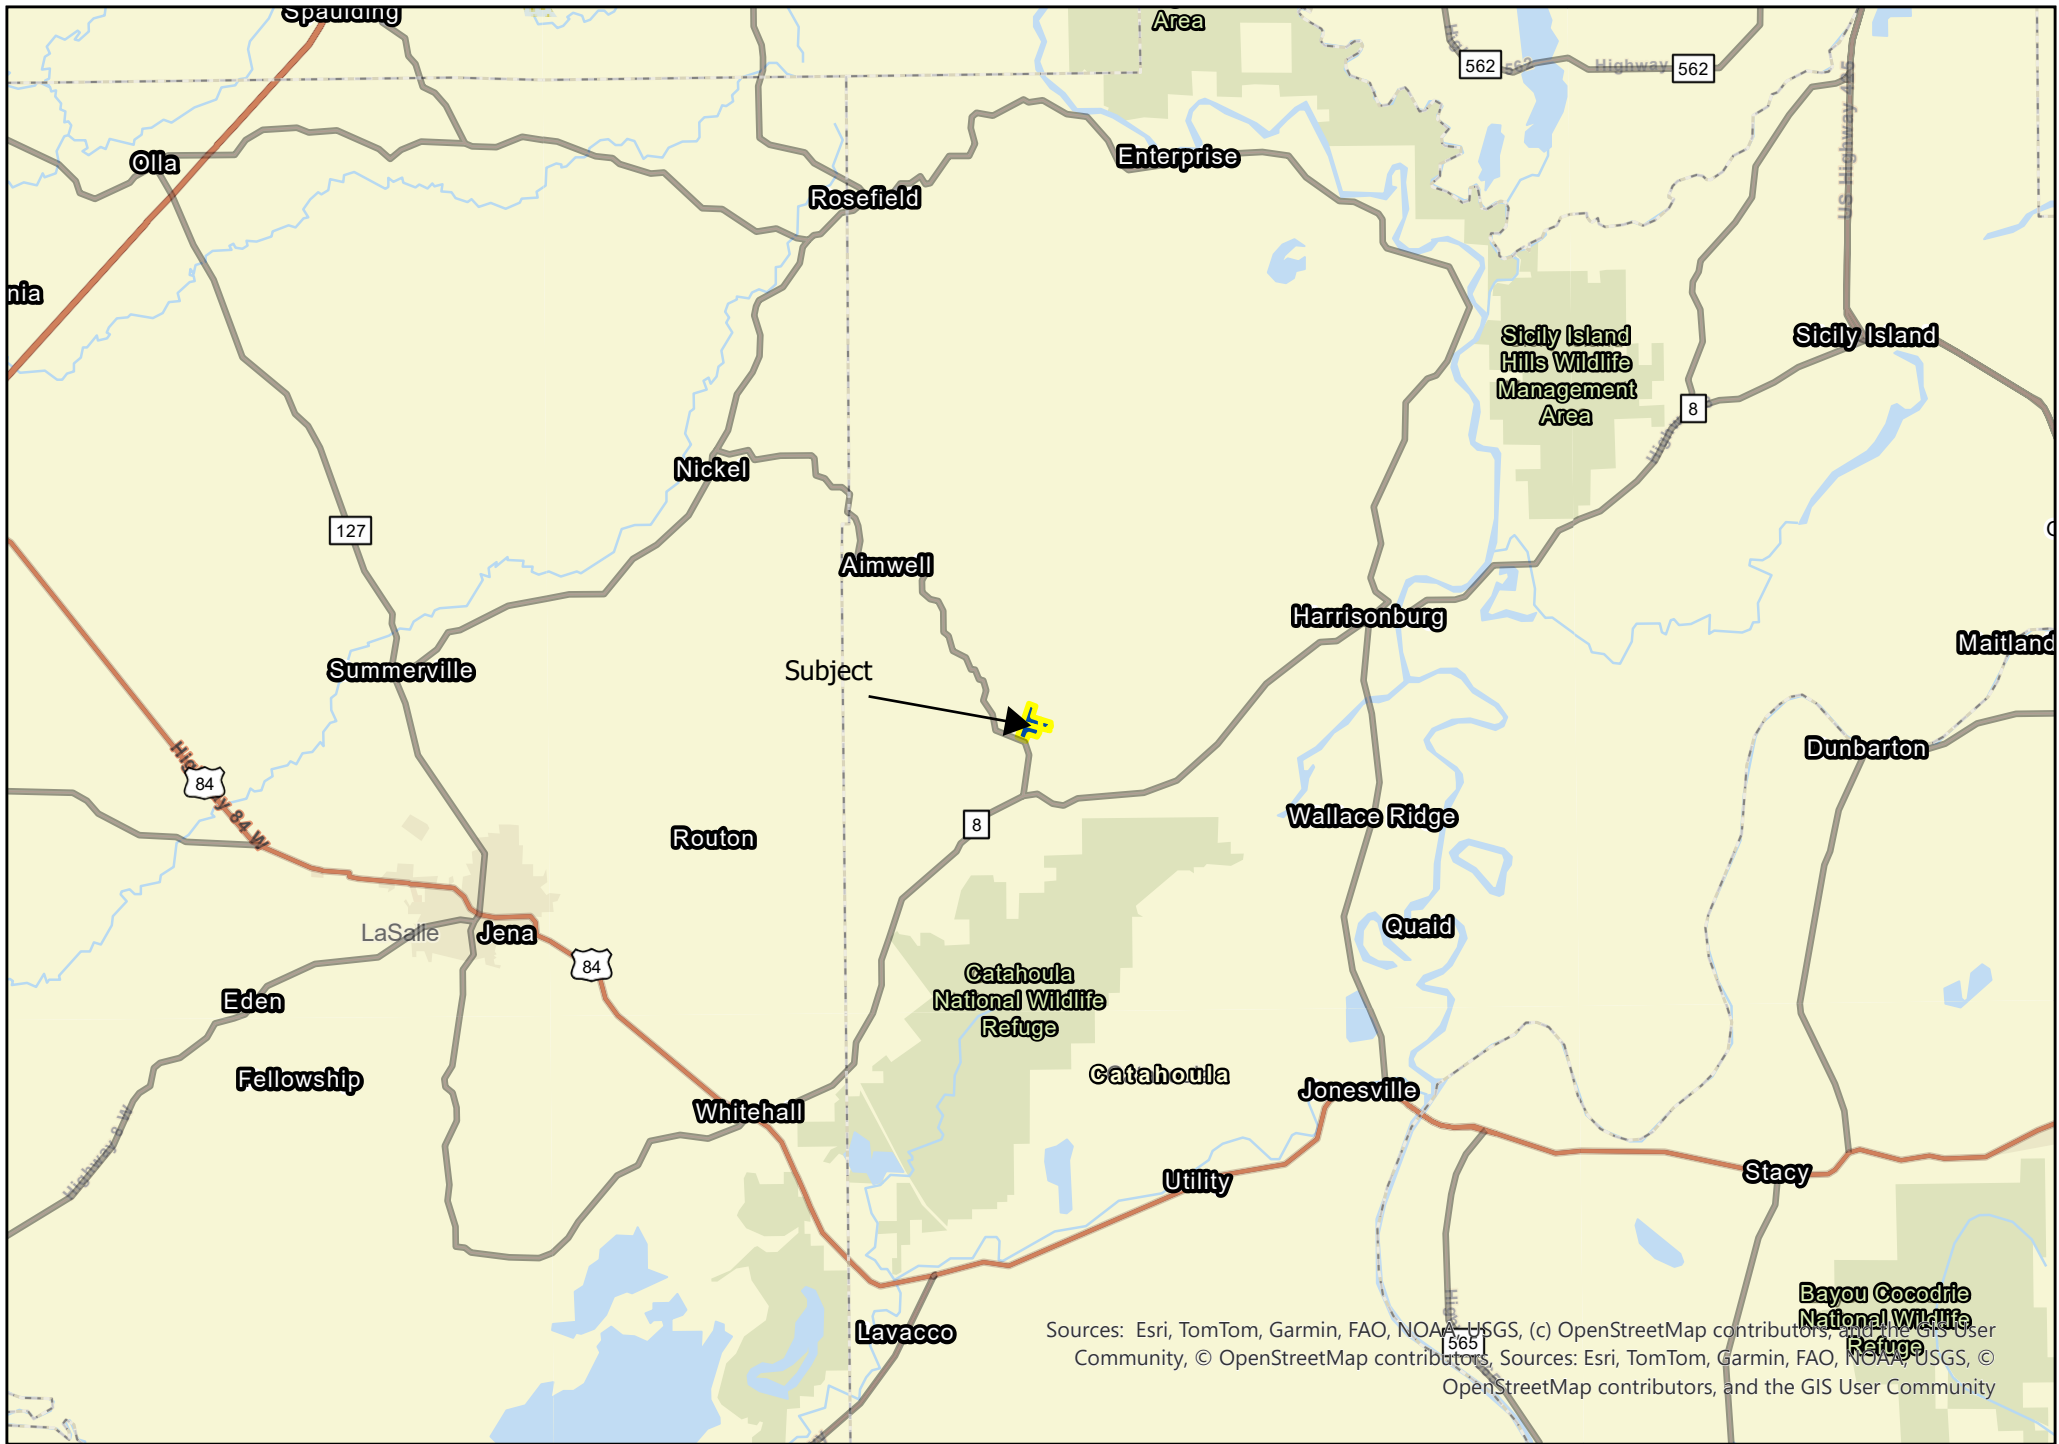 Spaulding
Area
562
562
Highway
562
US Highway 425
Olla
Enterprise
Rosefield
nia
Sicily Island
Hills Wildlife
Management
Area
Sicily Island
8
Nickel
127
Aimwell
Harrisonburg
Maitland
Summerville
Subject
Dunbarton
84
Wallace Ridge
8
Routon
LaSalle
Jena
Quaid
84
Catahoula
National Wildlife
Refuge
Eden
Fellowship
Catahoula
Jonesville
Whitehall
Highway 8 W
Utility
Stacy
Bayou Cocodrie
National Wildlife
Refuge
Lavacco
565
Sources: Esri, TomTom, Garmin, FAO, NOAA, USGS, (c) OpenStreetMap contributors, and the GIS User
Community, © OpenStreetMap contributors, Sources: Esri, TomTom, Garmin, FAO, NOAA, USGS, ©
OpenStreetMap contributors, and the GIS User Community